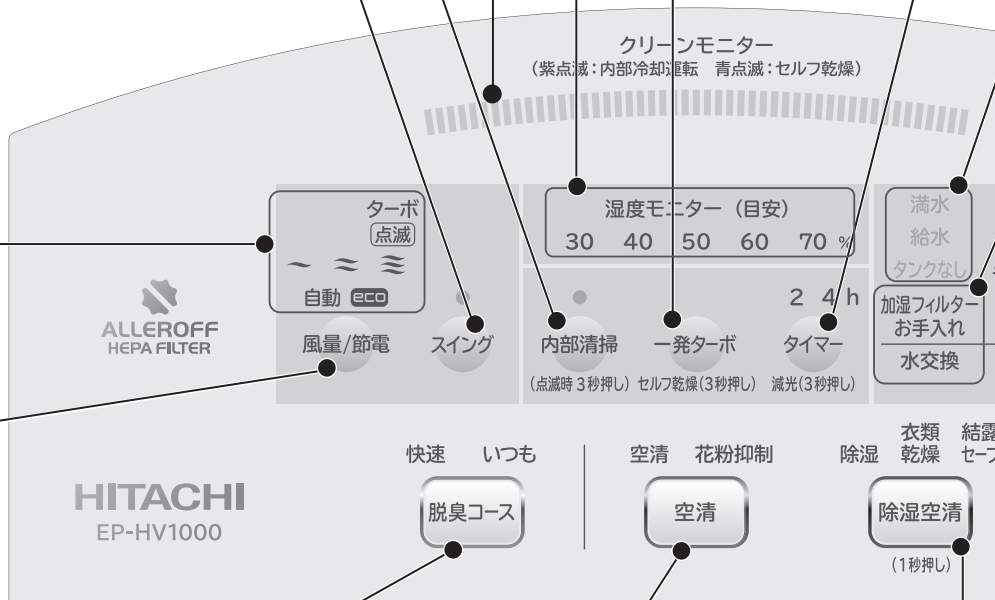 クリーンモニター
（紫点滅：内部冷却運転　青点滅：セルフ乾燥）
ターボ
点滅
自動 eco
風量/節電
スイング
湿度モニター（目安）
30 40 50 60 70 %
内部清掃
（点滅時 3秒押し）
一発ターボ
セルフ乾燥（3秒押し）
2 4 h
タイマー
減光（3秒押し）
満水
給水
タンクなし
加湿フィルター
お手入れ
水交換
ALLEROFF
HEPA FILTER
HITACHI
EP-HV1000
快速 いつも
脱臭コース
空清 花粉抑制
空清
除湿
衣類
乾燥
結露
セーブ
除湿空清
（1秒押し）